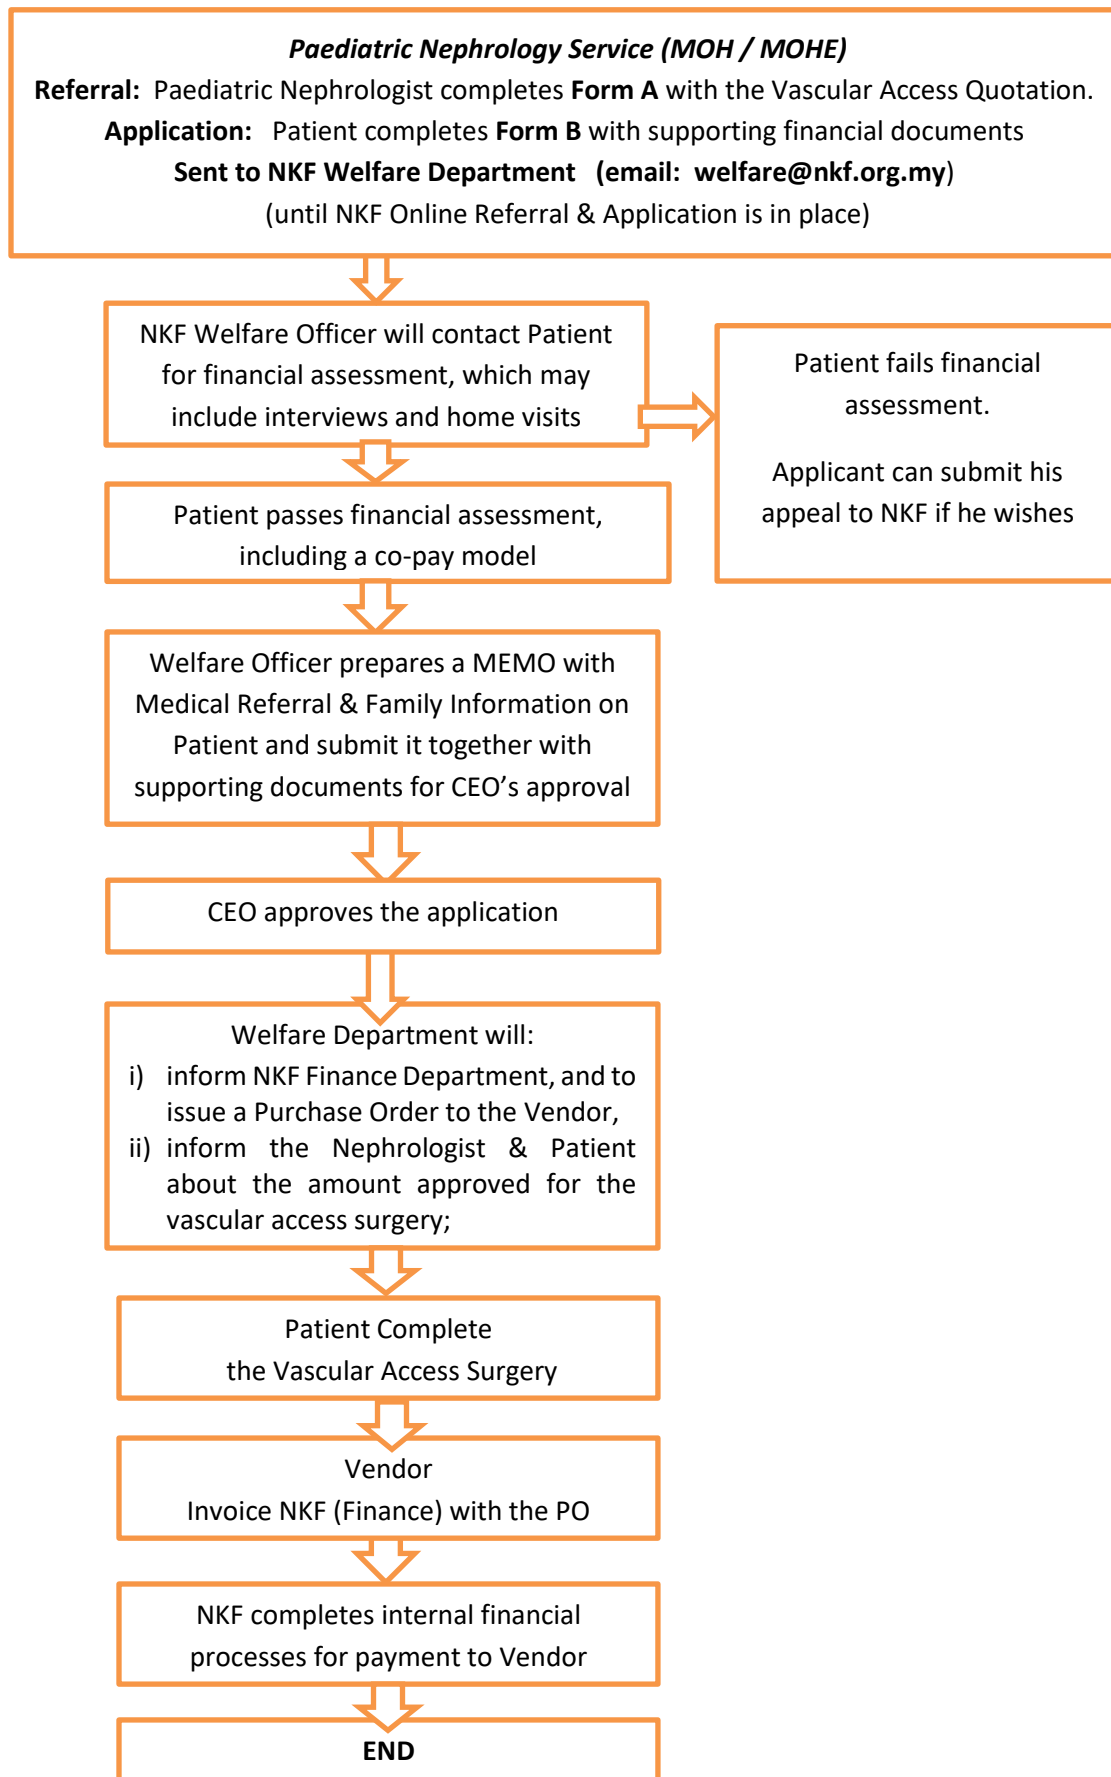 Paediatric Nephrology Service (MOH / MOHE)
Referral: Paediatric Nephrologist completes Form A with the Vascular Access Quotation.
Application: Patient completes Form B with supporting financial documents
Sent to NKF Welfare Department (email: welfare@nkf.org.my)
(until NKF Online Referral & Application is in place)
NKF Welfare Officer will contact Patient
for financial assessment, which may
include interviews and home visits
Patient fails financial
assessment.
Applicant can submit his
appeal to NKF if he wishes
Patient passes financial assessment,
including a co-pay model
Welfare Officer prepares a MEMO with
Medical Referral & Family Information on
Patient and submit it together with
supporting documents for CEO’s approval
CEO approves the application
Welfare Department will:
i) inform NKF Finance Department, and to
issue a Purchase Order to the Vendor,
ii) inform the Nephrologist & Patient
about the amount approved for the
vascular access surgery;
Patient Complete
the Vascular Access Surgery
Vendor
Invoice NKF (Finance) with the PO
NKF completes internal financial
processes for payment to Vendor
END